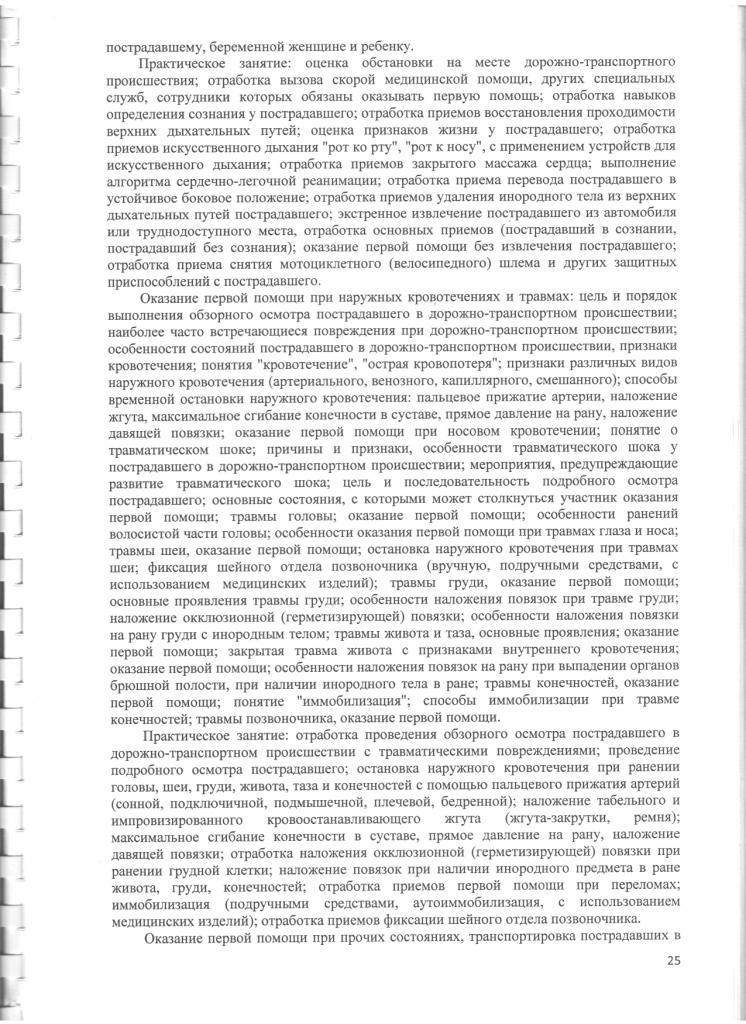 пострадавшему, беременной женщине и ребенку.
Практическое занятие: оценка обстановки на месте дорожно-транспортного
происшествия; отработка вызова скорой медицинской помощи, других специальных
служб, сотрудники которых обязаны оказывать первую помощь; отработка навыков
определения сознания у пострадавшего; отработка приемов восстановления проходимости
верхних дыхательных путей; оценка признаков жизни у пострадавшего; отработка
приемов искусственного дыхания "рот ко рту", "рот к носу", с применением устройств для
искусственного дыхания; отработка приемов закрытого массажа сердца; выполнение
алгоритма сердечно-легочной реанимации; отработка приема перевода пострадавшего в
устойчивое боковое положение; отработка приемов удаления инородного тела из верхних
дыхательных путей пострадавшего; экстренное извлечение пострадавшего из автомобиля
или труднодоступного места, отработка основных приемов (пострадавший в сознании,
пострадавший без сознания); оказание первой помощи без извлечения пострадавшего;
отработка приема снятия мотоциклетного (велосипедного) шлема и других защитных
приспособлений с пострадавшего.
Оказание первой помощи при наружных кровотечениях и травмах: цель и порядок
выполнения обзорного осмотра пострадавшего в дорожно-транспортном происшествии;
наиболее часто встречающиеся повреждения при дорожно-транспортном происшествии;
особенности состояний пострадавшего в дорожно-транспортном происшествии, признаки
кровотечения; понятия "кровотечение", "острая кровопотеря"; признаки различных видов
наружного кровотечения (артериального, венозного, капиллярного, смешанного); способы
временной остановки наружного кровотечения: пальцевое прижатие артерии, наложение
жгута, максимальное сгибание конечности в суставе, прямое давление на рану, наложение
давящей повязки; оказание первой помощи при носовом кровотечении; понятие о
травматическом шоке; причины и признаки, особенности травматического шока у
пострадавшего в дорожно-транспортном происшествии; мероприятия, предупреждающие
развитие травматического шока; цель и последовательность подробного осмотра
пострадавшего; основные состояния, с которыми может столкнуться участник оказания
первой помощи; травмы головы; оказание первой помощи; особенности ранений
волосистой части головы; особенности оказания первой помощи при травмах глаза и носа;
травмы шеи, оказание первой помощи; остановка наружного кровотечения при травмах
шеи; фиксация шейного отдела позвоночника (вручную, подручными средствами, с
использованием медицинских изделий); травмы груди, оказание первой помощи;
основные проявления травмы груди; особенности наложения повязок при травме груди;
наложение окклюзионной (герметизирующей) повязки; особенности наложения повязки
на рану груди с инородным телом; травмы живота и таза, основные проявления; оказание
первой помощи; закрытая травма живота с признаками внутреннего кровотечения;
оказание первой помощи; особенности наложения повязок на рану при выпадении органов
брюшной полости, при наличии инородного тела в ране; травмы конечностей, оказание
первой помощи; понятие "иммобилизация"; способы иммобилизации при травме
конечностей; травмы позвоночника, оказание первой помощи.
Практическое занятие: отработка проведения обзорного осмотра пострадавшего в
дорожно-транспортном происшествии с травматическими повреждениями; проведение
подробного осмотра пострадавшего; остановка наружного кровотечения при ранении
головы, шеи, груди, живота, таза и конечностей с помощью пальцевого прижатия артерий
(сонной, подключичной, подмышечной, плечевой, бедренной); наложение табельного и
импровизированного кровоостанавливающего жгута (жгута-закрутки, ремня);
максимальное сгибание конечности в суставе, прямое давление на рану, наложение
давящей повязки; отработка наложения окклюзионной (герметизирующей) повязки при
ранении грудной клетки; наложение повязок при наличии инородного предмета в ране
живота, груди, конечностей; отработка приемов первой помощи при переломах;
иммобилизация (подручными средствами, аутоиммобилизация, с использованием
медицинских изделий); отработка приемов фиксации шейного отдела позвоночника.
Оказание первой помощи при прочих состояниях, транспортировка пострадавших в
25